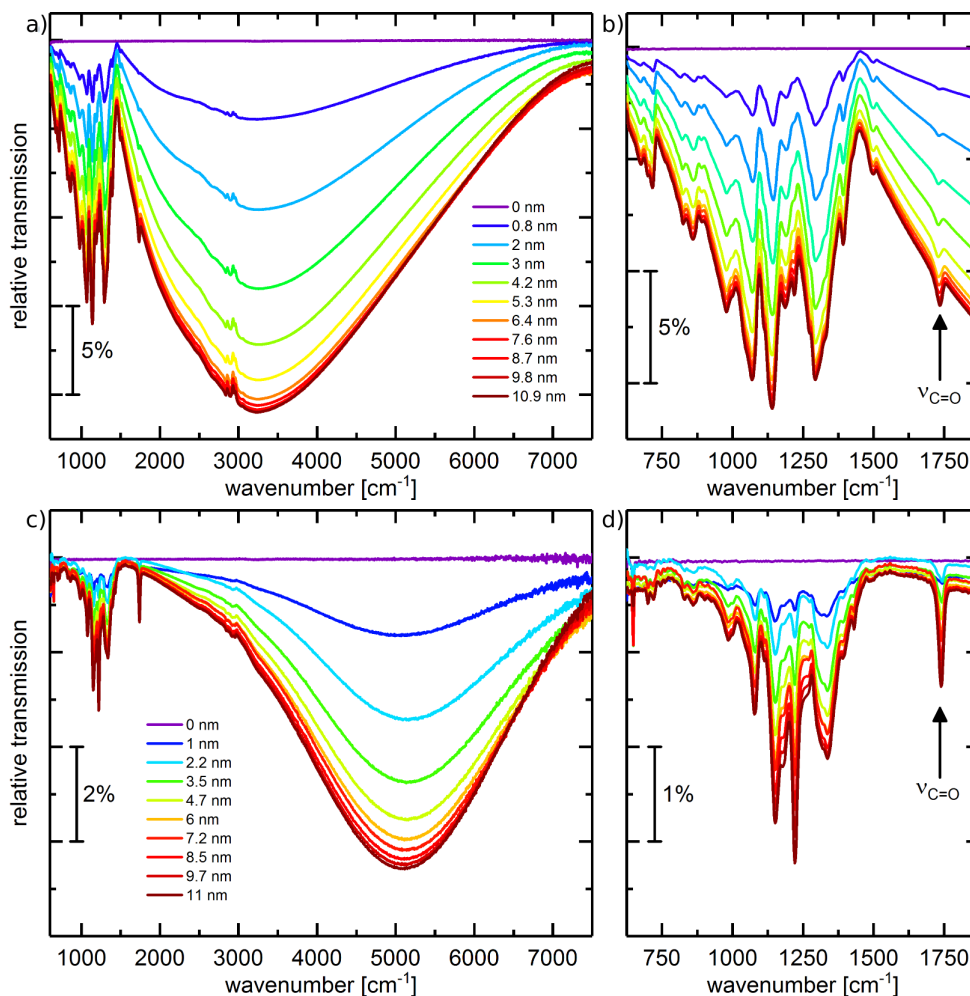 a)
relative transmission
5%
0 nm
0.8 nm
2 nm
3 nm
4.2 nm
5.3 nm
6.4 nm
7.6 nm
8.7 nm
9.8 nm
10.9 nm
1000 2000 3000 4000 5000 6000 7000
wavenumber [cm⁻¹]
b)
5%
νC=O
750 1000 1250 1500 1750
wavenumber [cm⁻¹]
c)
relative transmission
2%
0 nm
1 nm
2.2 nm
3.5 nm
4.7 nm
6 nm
7.2 nm
8.5 nm
9.7 nm
11 nm
1000 2000 3000 4000 5000 6000 7000
wavenumber [cm⁻¹]
d)
1%
νC=O
750 1000 1250 1500 1750
wavenumber [cm⁻¹]